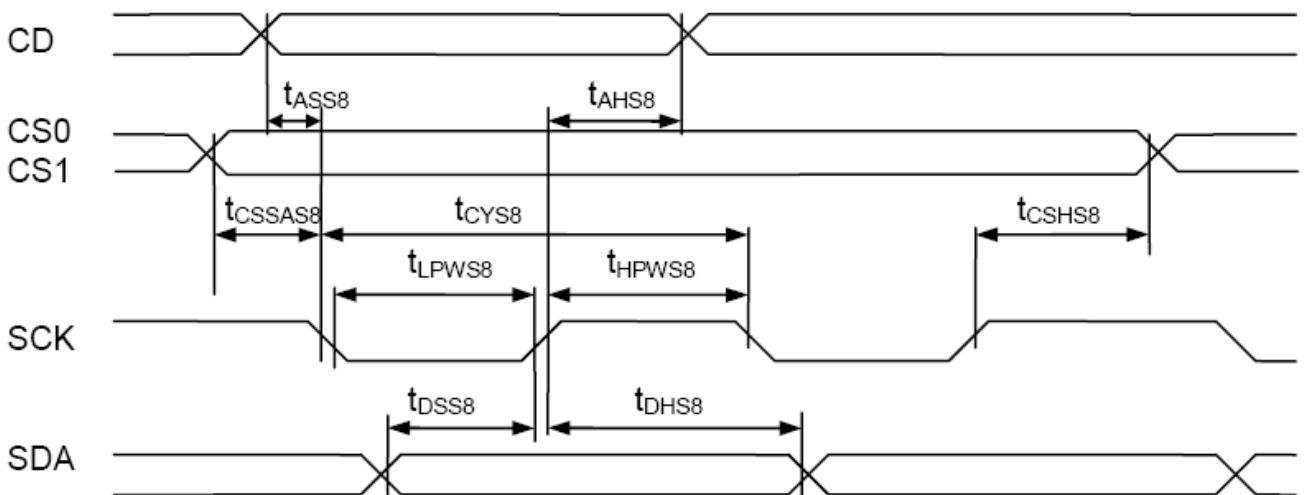 CD
tASS8
tAHS8
CS0
CS1
tCSSAS8
tCYS8
tCSHS8
tLPWS8
tHPWS8
SCK
tDSS8
tDHS8
SDA